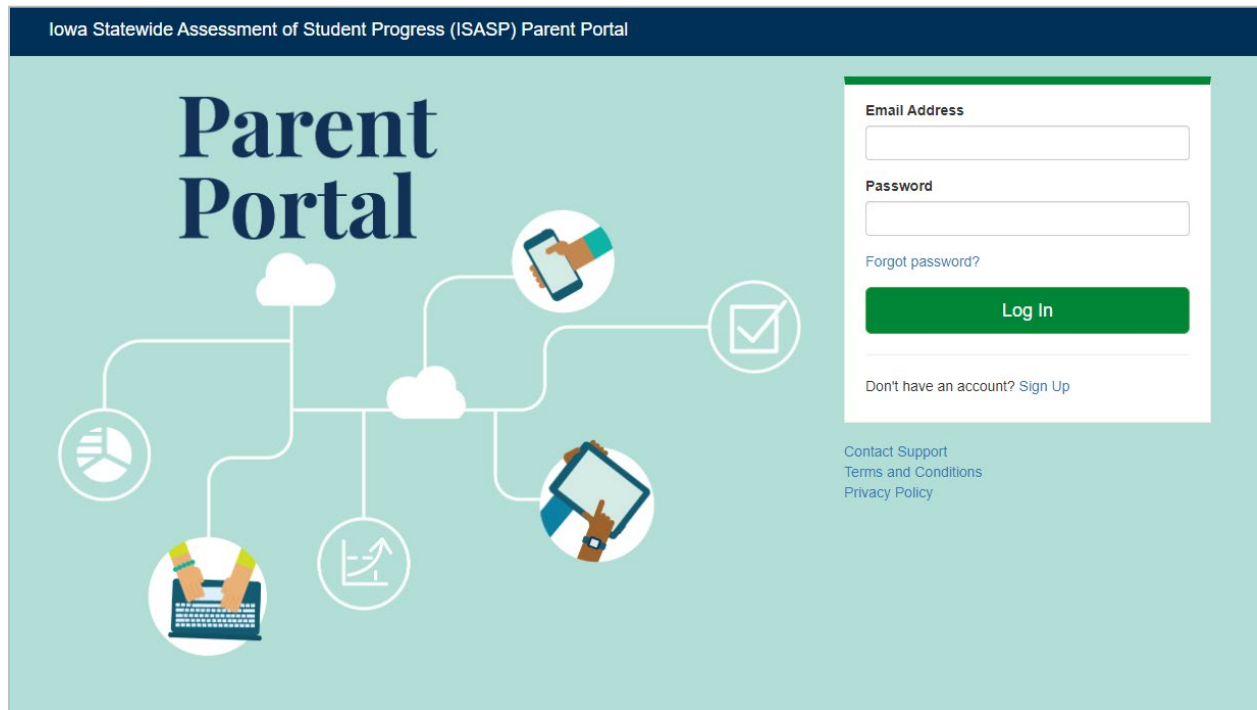 Iowa Statewide Assessment of Student Progress (ISASP) Parent Portal
Parent
Portal
Email Address
Password
Forgot password?
Log In
Don't have an account? Sign Up
Contact Support
Terms and Conditions
Privacy Policy